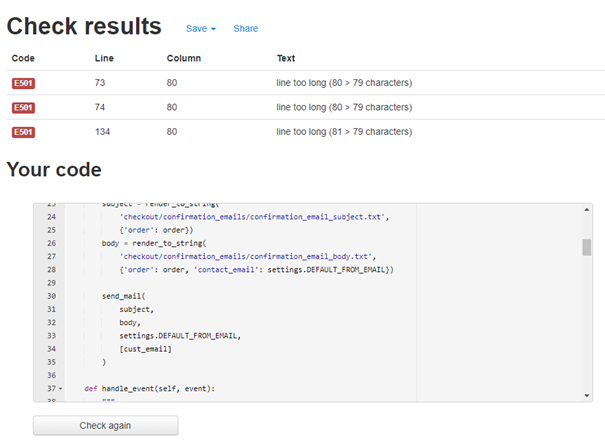 Check results Save Share
Code Line Column Text
E501 73 80 line too long (80 > 79 characters)
E501 74 80 line too long (80 > 79 characters)
E501 134 80 line too long (81 > 79 characters)
Your code
23 subject = render_to_string(
24 'checkout/confirmation_emails/confirmation_email_subject.txt',
25 {'order': order})
26 body = render_to_string(
27 'checkout/confirmation_emails/confirmation_email_body.txt',
28 {'order': order, 'contact_email': settings.DEFAULT_FROM_EMAIL})
29
30 send_mail(
31 subject,
32 body,
33 settings.DEFAULT_FROM_EMAIL,
34 [cust_email]
35 )
36
37 def handle_event(self, event):
38 """
Check again